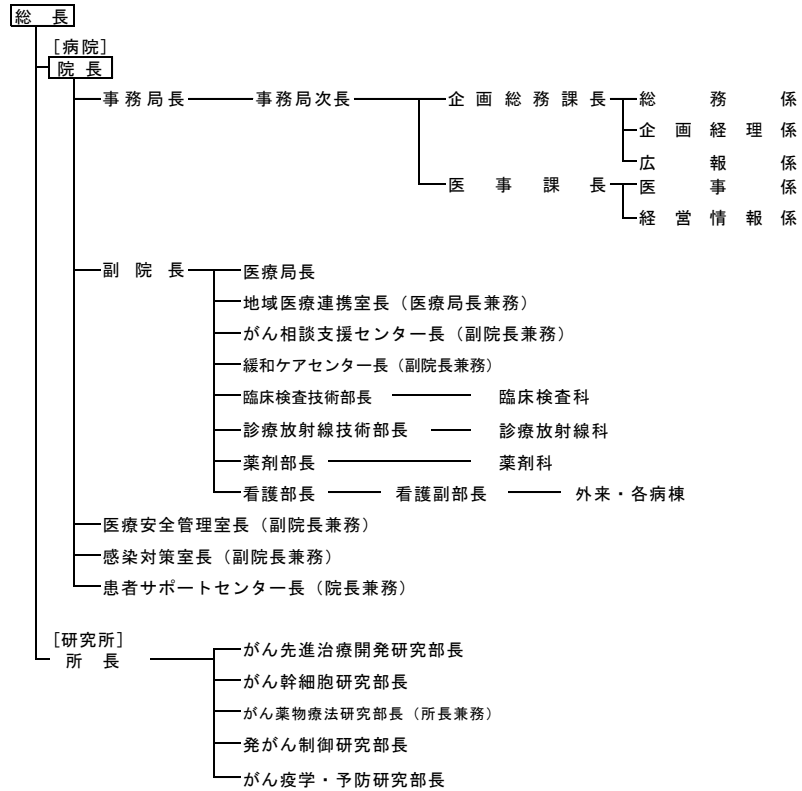 総長
[病院]
院長
事務局長 事務局次長 企画総務課長 総務係
企画経理係
広報係
医事課長 医事係
経営情報係
副院長 医療局長
地域医療連携室長（医療局長兼務）
がん相談支援センター長（副院長兼務）
緩和ケアセンター長（副院長兼務）
臨床検査技術部長 臨床検査科
診療放射線技術部長 診療放射線科
薬剤部長 薬剤科
看護部長 看護副部長 外来・各病棟
医療安全管理室長（副院長兼務）
感染対策室長（副院長兼務）
患者サポートセンター長（院長兼務）
[研究所]
所長 がん先進治療開発研究部長
がん幹細胞研究部長
がん薬物療法研究部長（所長兼務）
発がん制御研究部長
がん疫学・予防研究部長